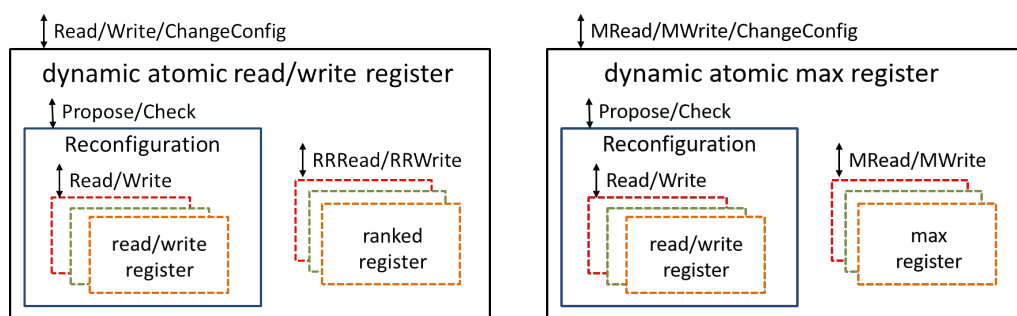 Read/Write/ChangeConfig
dynamic atomic read/write register
Propose/Check
Reconfiguration
Read/Write
read/write
register
RRRead/RRWrite
ranked
register
MRead/MWrite/ChangeConfig
dynamic atomic max register
Propose/Check
Reconfiguration
Read/Write
read/write
register
MRead/MWrite
max
register